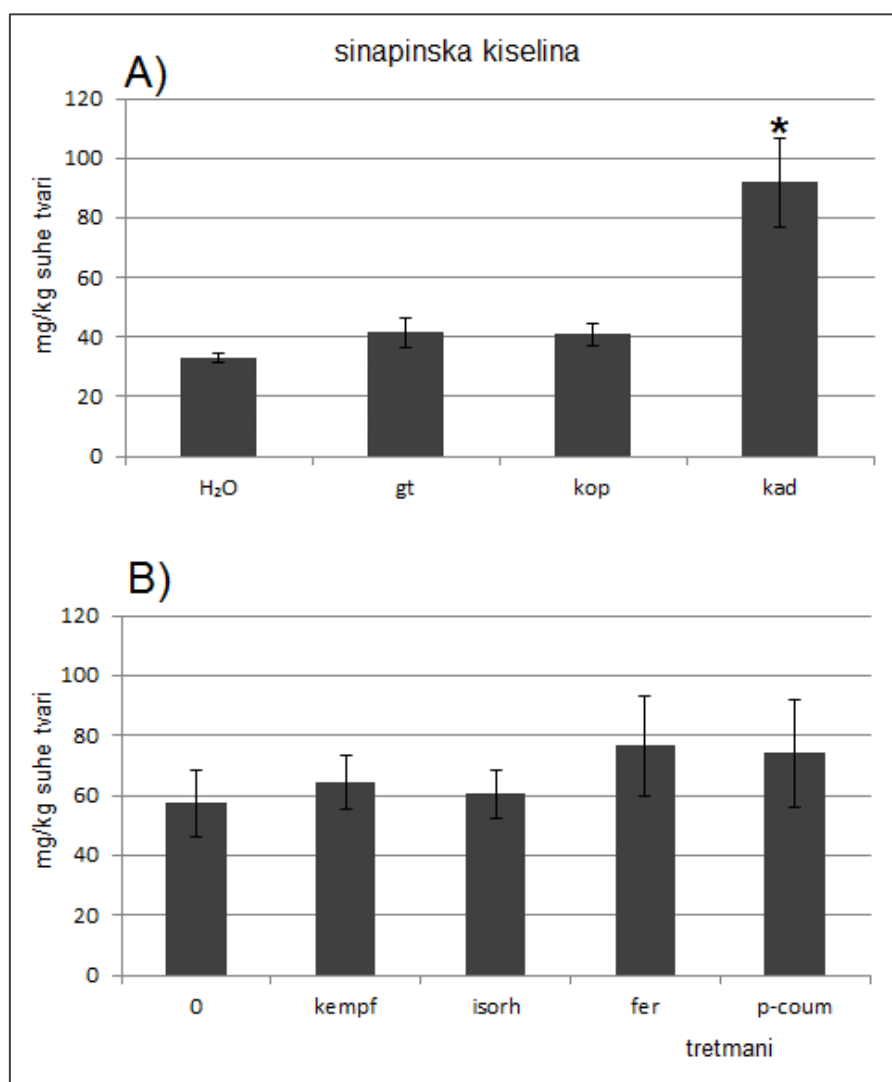 sinapinska kiselina
A)
mg/kg suhe tvari
120
100
80
60
40
20
0
*
H₂O gt kop kad
B)
mg/kg suhe tvari
120
100
80
60
40
20
0
0 kempf isorh fer p-coum
tretmani